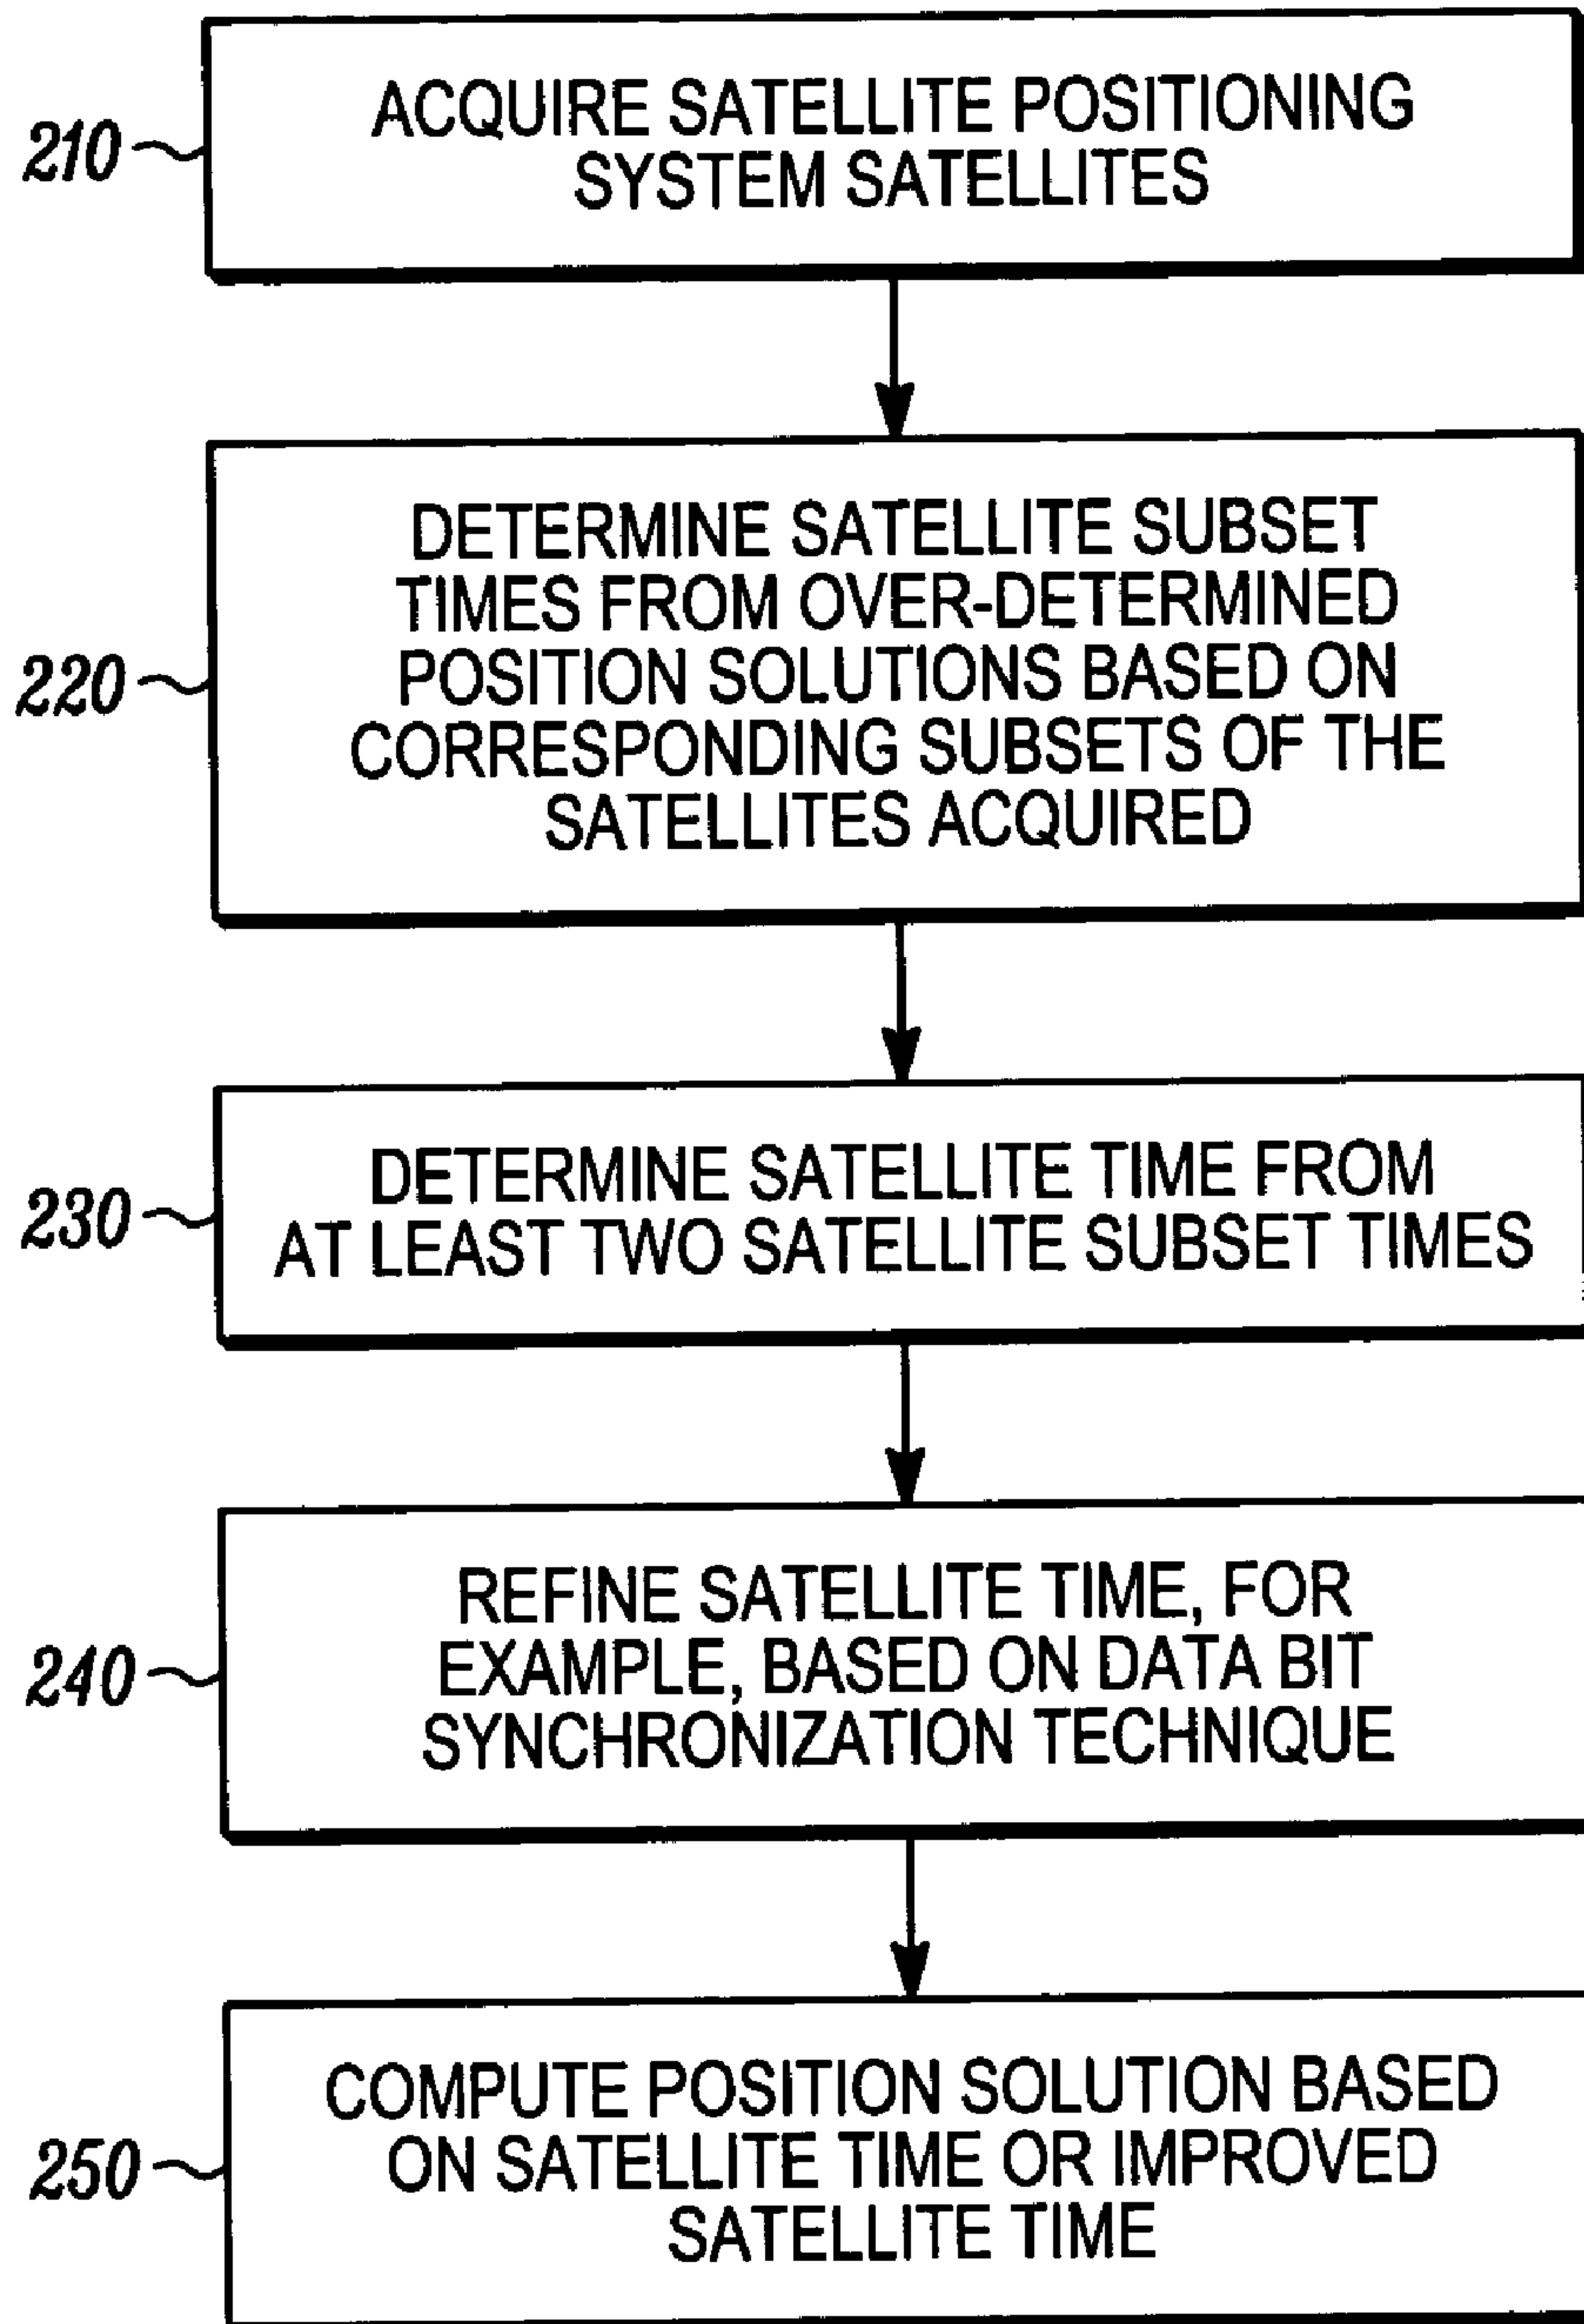 210
ACQUIRE SATELLITE POSITIONING
SYSTEM SATELLITES
220
DETERMINE SATELLITE SUBSET
TIMES FROM OVER-DETERMINED
POSITION SOLUTIONS BASED ON
CORRESPONDING SUBSETS OF THE
SATELLITES ACQUIRED
230
DETERMINE SATELLITE TIME FROM
AT LEAST TWO SATELLITE SUBSET TIMES
240
REFINE SATELLITE TIME, FOR
EXAMPLE, BASED ON DATA BIT
SYNCHRONIZATION TECHNIQUE
250
COMPUTE POSITION SOLUTION BASED
ON SATELLITE TIME OR IMPROVED
SATELLITE TIME